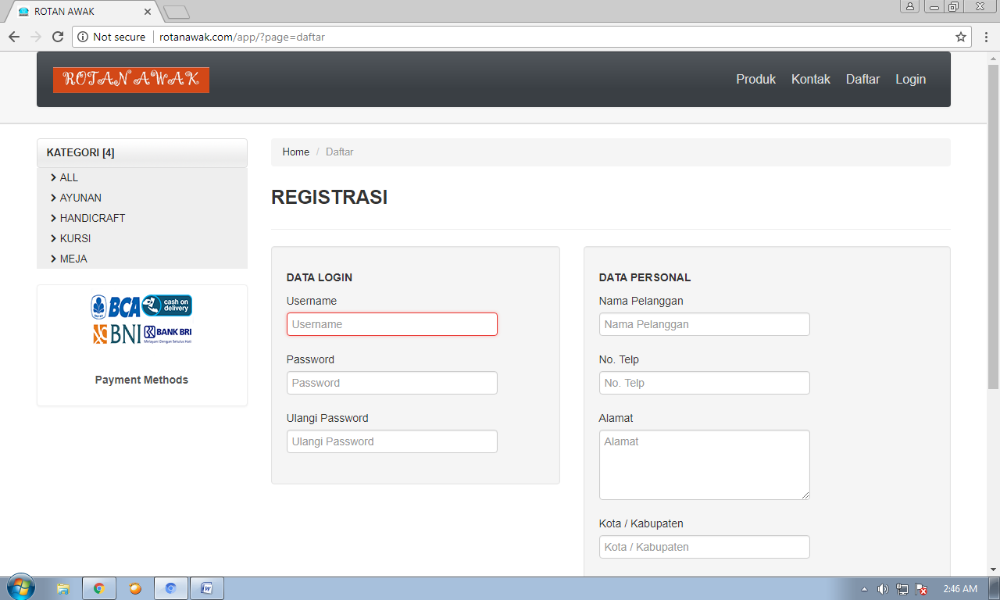 ROTAN AWAK
Not secure
rotanawak.com/app/?page=daftar
ROTAN AWAK
Produk
Kontak
Daftar
Login
KATEGORI [4]
ALL
AYUNAN
HANDICRAFT
KURSI
MEJA
BCA
cash on
delivery
BNI
BANK BRI
Melayani Dengan Setulus Hati
Payment Methods
Home / Daftar
REGISTRASI
DATA LOGIN
Username
Username
Password
Password
Ulangi Password
Ulangi Password
DATA PERSONAL
Nama Pelanggan
Nama Pelanggan
No. Telp
No. Telp
Alamat
Alamat
Kota / Kabupaten
Kota / Kabupaten
2:46 AM